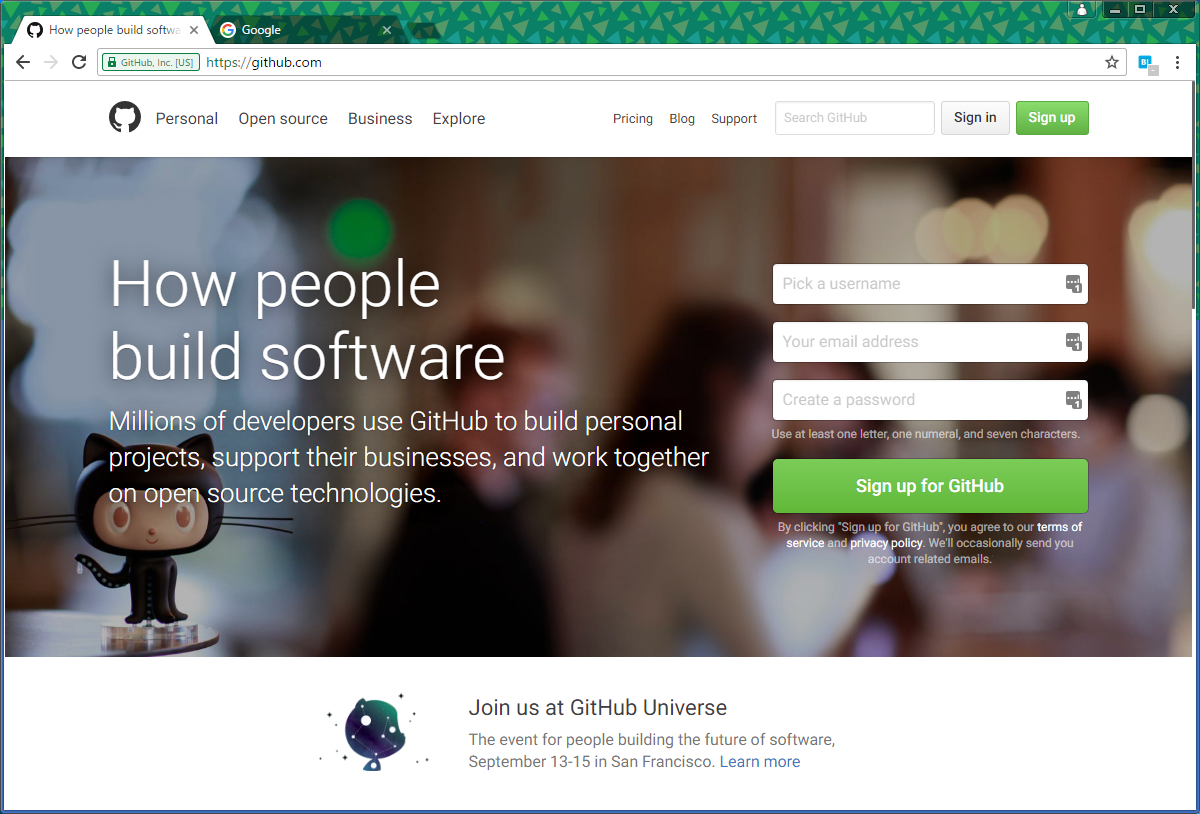 How people build softwa
Google
GitHub, Inc. [US]
https://github.com
B!
Personal
Open source
Business
Explore
Pricing
Blog
Support
Search GitHub
Sign in
Sign up
How people
build software
Millions of developers use GitHub to build personal
projects, support their businesses, and work together
on open source technologies.
Pick a username
1
Your email address
1
Create a password
1
Use at least one letter, one numeral, and seven characters.
Sign up for GitHub
By clicking "Sign up for GitHub", you agree to our terms of
service and privacy policy. We'll occasionally send you
account related emails.
Join us at GitHub Universe
The event for people building the future of software,
September 13-15 in San Francisco. Learn more